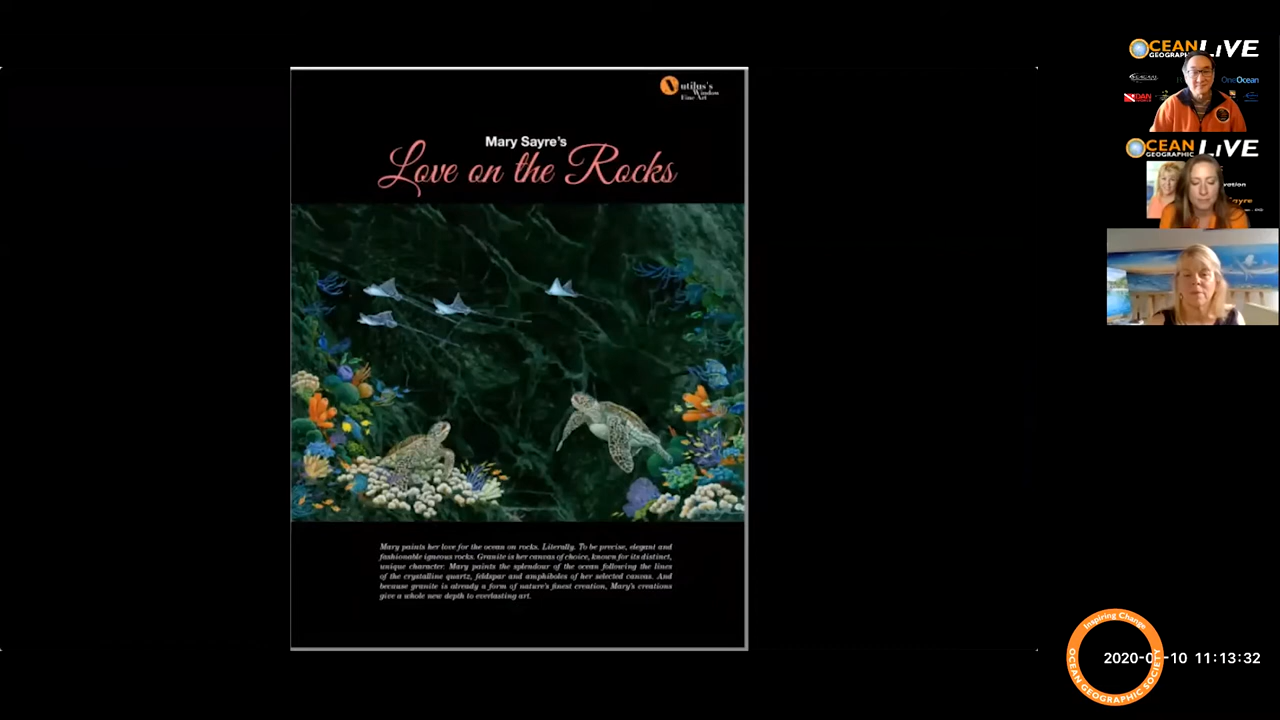 utilus's
Window
Fine Art
Mary Sayre's
Love on the Rocks
Mary paints her love for the ocean on rocks. Literally. To be precise, elegant and
fashionable igneous rocks. Granite is her canvas of choice, known for its distinct,
unique character. Mary paints the splendour of the ocean following the lines
of the crystalline quartz, feldspar and amphiboles of her selected canvas. And
because granite is already a form of nature's finest creation, Mary's creations
give a whole new depth to everlasting art.
OCEAN LiVE
GEOGRAPHIC
OneOcean
DAN
OCEAN LiVE
GEOGRAPHIC
Inspiring Change
OCEAN GEOGRAPHIC SOCIETY
2020-0 -10 11:13:32